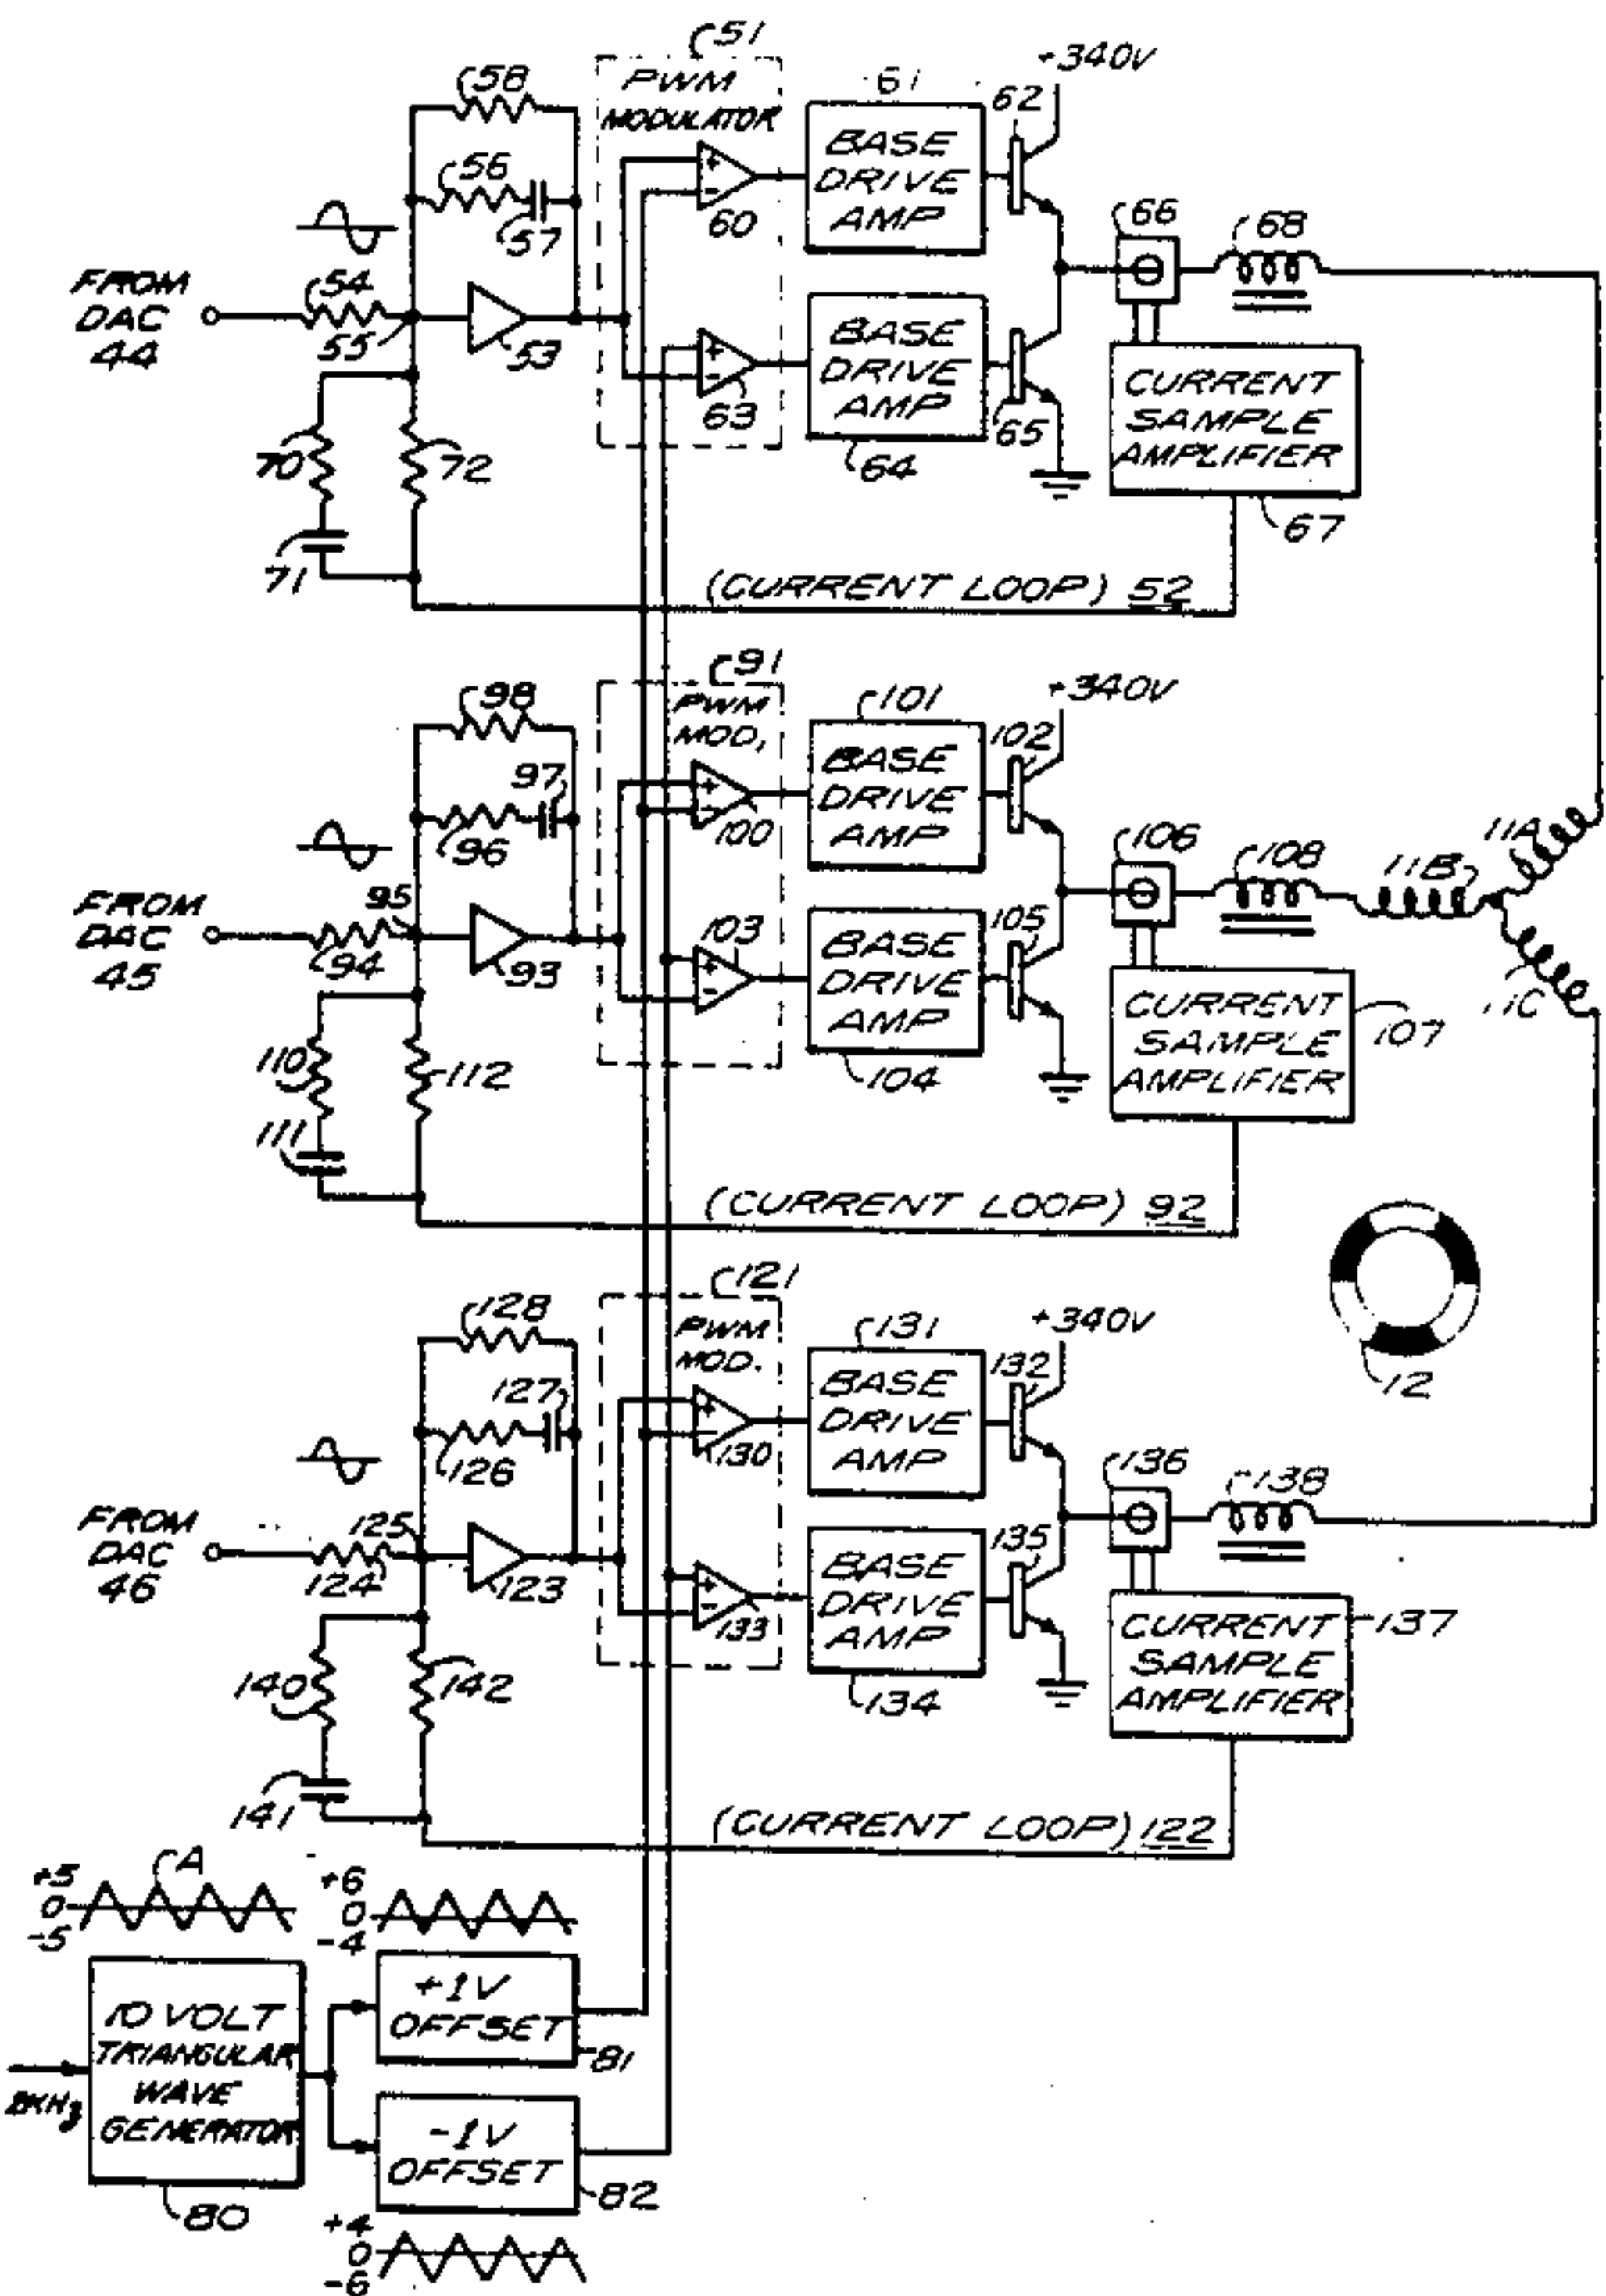 51
58
PWM
MODULATOR
61
62
+340V
56
57
BASE
DRIVE
AMP
+
-
60
66
68
FROM
DAC
44
54
55
53
+
-
63
BASE
DRIVE
AMP
64
65
CURRENT
SAMPLE
AMPLIFIER
67
70
72
71
(CURRENT LOOP) 52
91
98
PWM
MOD,
101
+340V
102
97
96
BASE
DRIVE
AMP
+
-
100
106
108
11B
11A
FROM
DAC
45
95
94
93
103
+
-
BASE
DRIVE
AMP
104
105
11C
CURRENT
SAMPLE
AMPLIFIER
107
110
112
111
(CURRENT LOOP) 92
12
121
128
PWM
MOD.
131
+340V
132
127
126
BASE
DRIVE
AMP
+
-
130
136
138
FROM
DAC
46
125
124
123
+
-
133
BASE
DRIVE
AMP
134
135
CURRENT
SAMPLE
AMPLIFIER
137
140
142
141
(CURRENT LOOP) 122
+5
0
-5
A
+6
0
-4
10 VOLT
TRIANGULAR
WAVE
GENERATOR
80
+1V
OFFSET
81
-1V
OFFSET
82
+4
0
-6